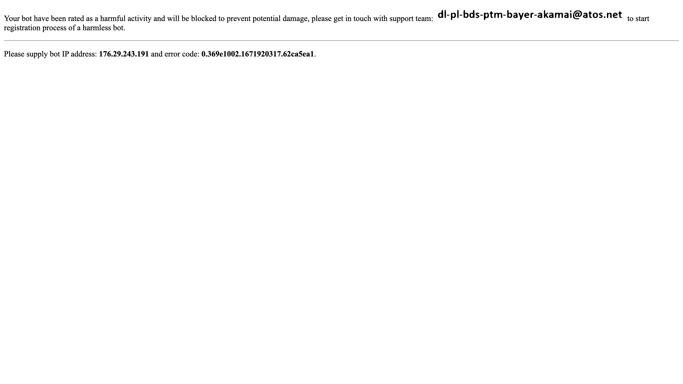 Your bot have been rated as a harmful activity and will be blocked to prevent potential damage, please get in touch with support team: dl-pl-bds-ptm-bayer-akamai@atos.net to start
registration process of a harmless bot.
Please supply bot IP address: 176.29.243.191 and error code: 0.369e1002.1671920317.62ca5ea1.